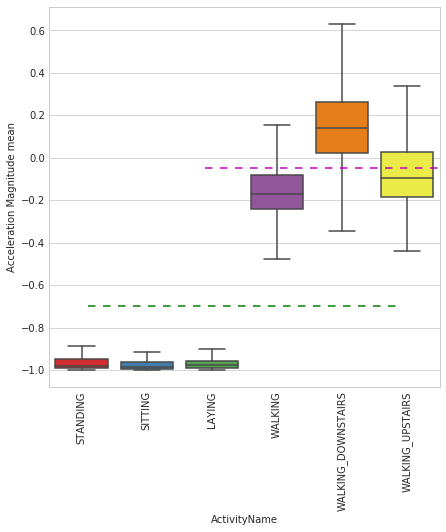 Acceleration Magnitude mean
0.6
0.4
0.2
0.0
−0.2
−0.4
−0.6
−0.8
−1.0
STANDING
SITTING
LAYING
WALKING
WALKING_DOWNSTAIRS
WALKING_UPSTAIRS
ActivityName